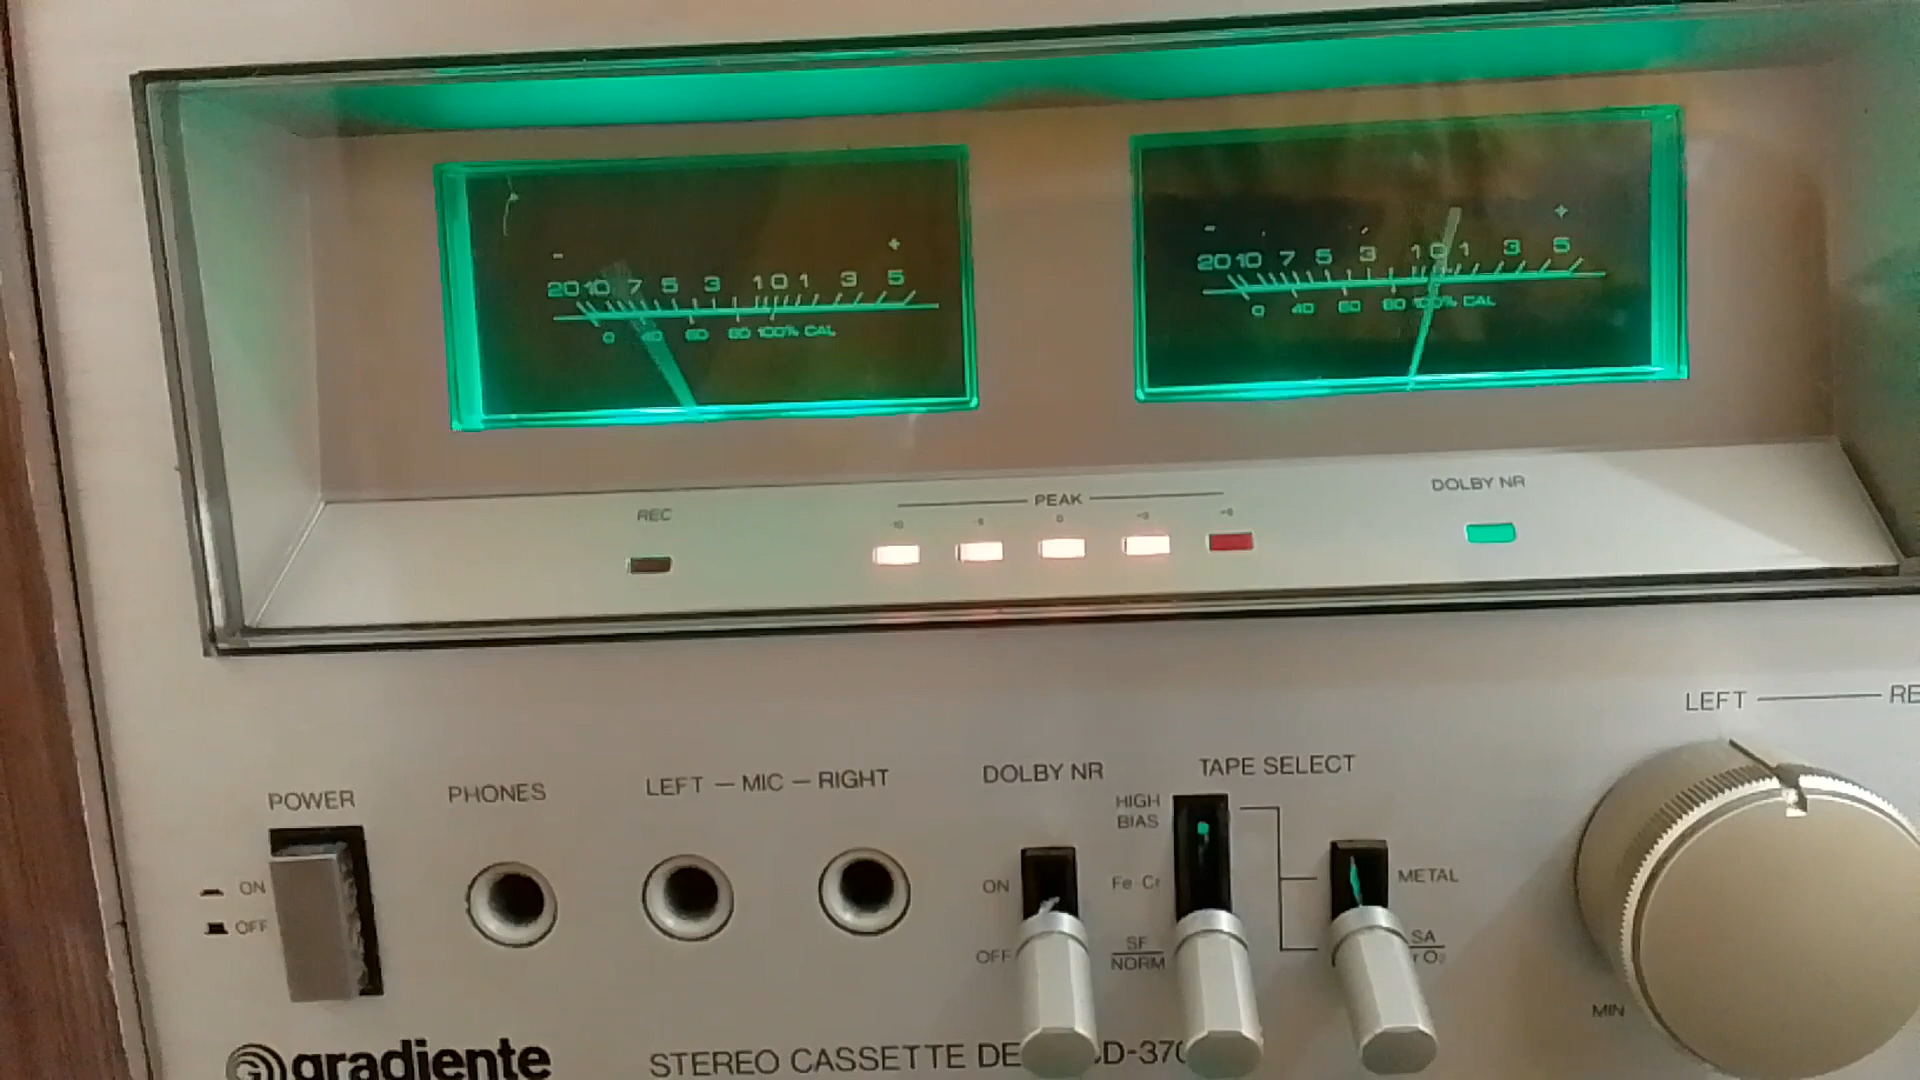 - +
20 10 7 5 3 1 0 1 3 5
0 40 60 80 100% CAL
- +
20 10 7 5 3 1 0 1 3 5
0 40 60 80 100% CAL
REC
PEAK
0
DOLBY NR
LEFT — RE
POWER
ON
OFF
PHONES
LEFT — MIC — RIGHT
DOLBY NR
ON
OFF
TAPE SELECT
HIGH
BIAS
Fe Cr
SF
NORM
METAL
SA
MIN
gradiente
STEREO CASSETTE DE